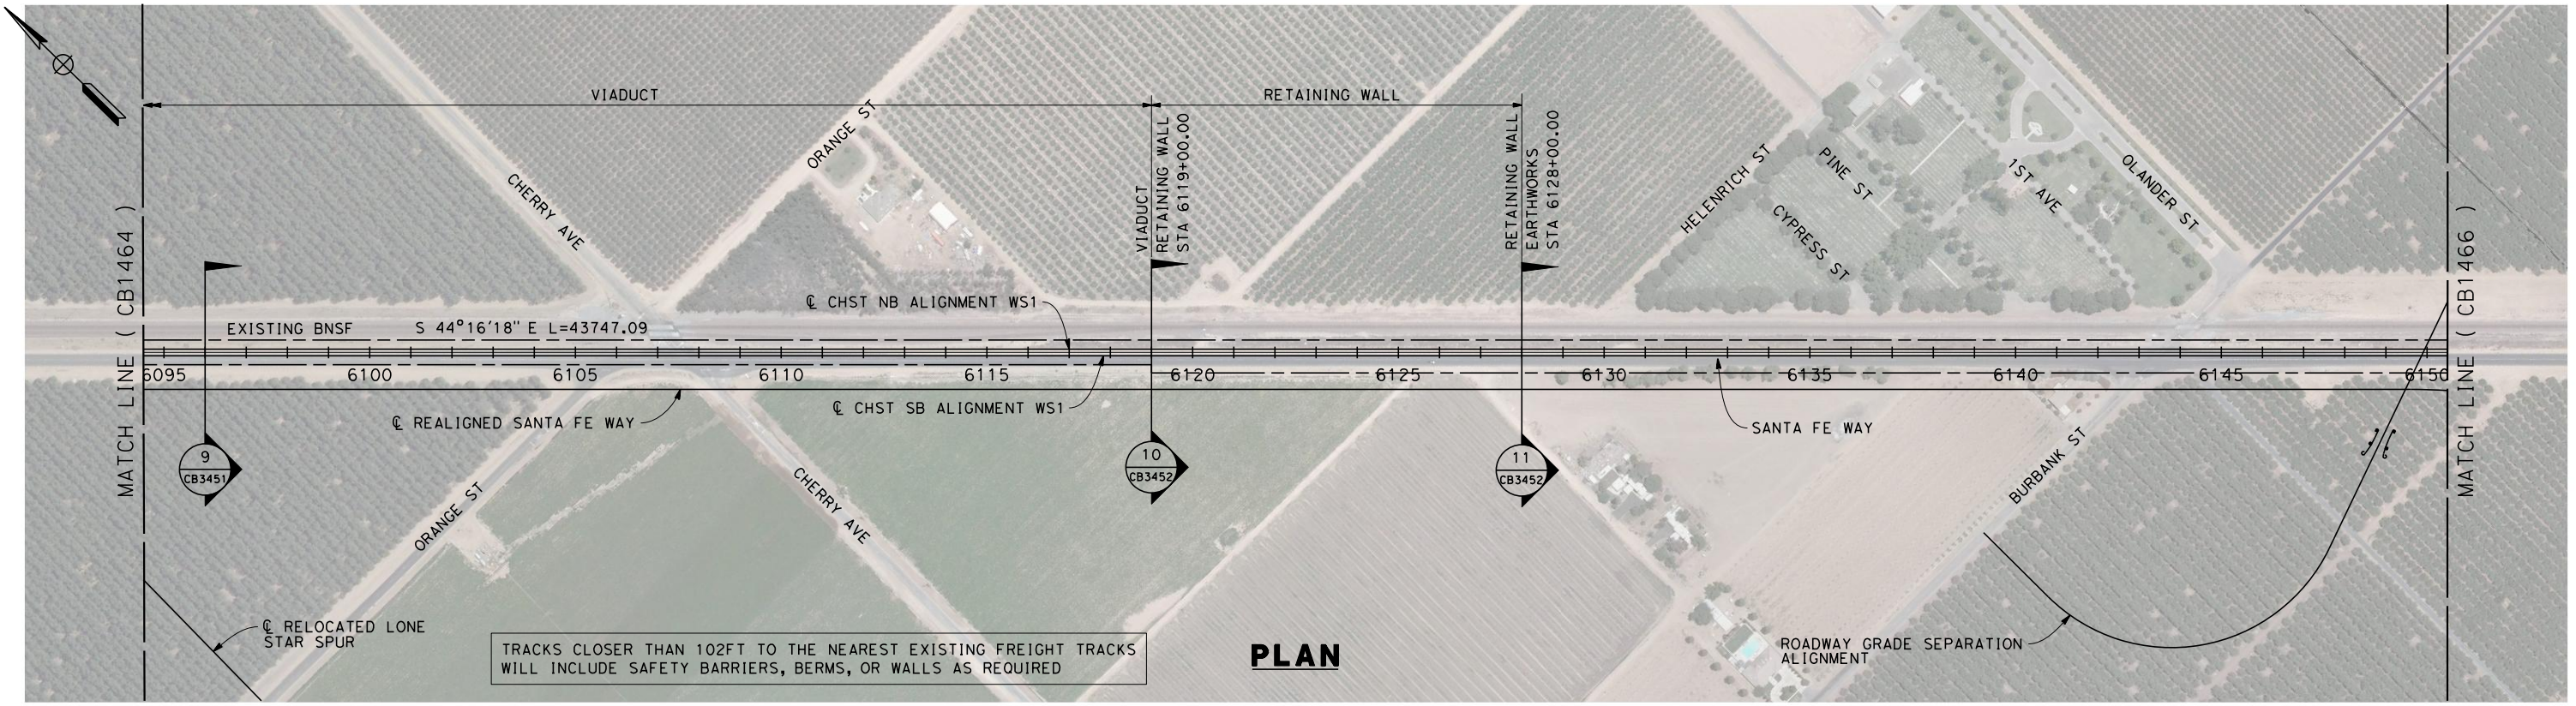 VIADUCT
RETAINING WALL
ORANGE ST
CHERRY AVE
VIADUCT
RETAINING WALL
STA 6119+00.00
RETAINING WALL
EARTHWORKS
STA 6128+00.00
HELENRICH ST
PINE ST
CYPRESS ST
1ST AVE
OLANDER ST
MATCH LINE ( CB1464 )
MATCH LINE ( CB1466 )
℄ CHST NB ALIGNMENT WS1
EXISTING BNSF
S 44°16'18" E L=43747.09
6095
6100
6105
6110
6115
6120
6125
6130
6135
6140
6145
6150
℄ REALIGNED SANTA FE WAY
℄ CHST SB ALIGNMENT WS1
SANTA FE WAY
9
CB3451
10
CB3452
11
CB3452
ORANGE ST
CHERRY AVE
BURBANK ST
℄ RELOCATED LONE
STAR SPUR
TRACKS CLOSER THAN 102FT TO THE NEAREST EXISTING FREIGHT TRACKS
WILL INCLUDE SAFETY BARRIERS, BERMS, OR WALLS AS REQUIRED
PLAN
ROADWAY GRADE SEPARATION
ALIGNMENT